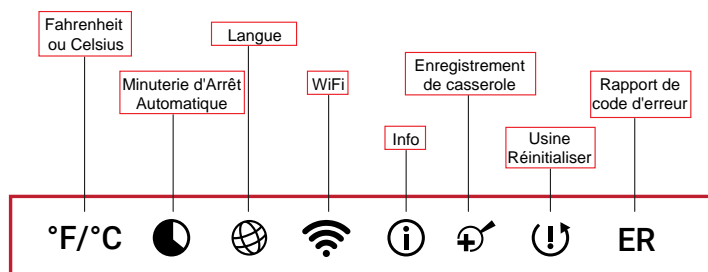 Fahrenheit
ou Celsius
Minuterie d'Arrêt
Automatique
Langue
WiFi
Info
Enregistrement
de casserole
Usine
Réinitialiser
Rapport de
code d'erreur
°F/°C
ER